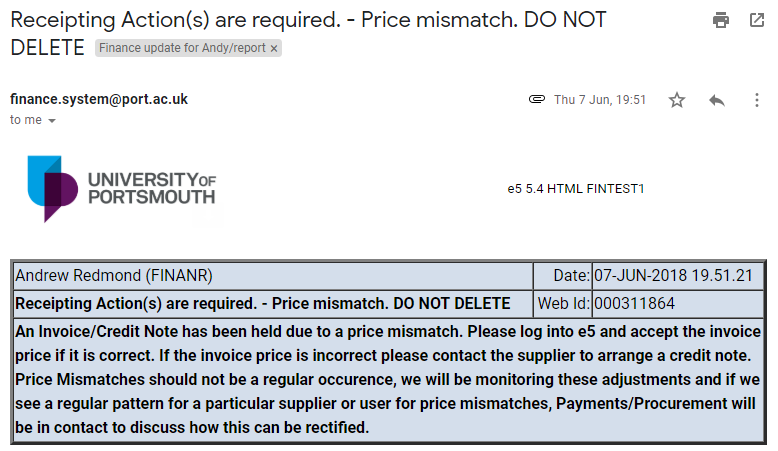 Receipting Action(s) are required. - Price mismatch. DO NOT
DELETE Finance update for Andy/report ×
finance.system@port.ac.uk Thu 7 Jun, 19:51
to me
UNIVERSITY OF
PORTSMOUTH
e5 5.4 HTML FINTEST1
Andrew Redmond (FINANR) Date: 07-JUN-2018 19.51.21
Receipting Action(s) are required. - Price mismatch. DO NOT DELETE Web Id: 000311864
An Invoice/Credit Note has been held due to a price mismatch. Please log into e5 and accept the invoice
price if it is correct. If the invoice price is incorrect please contact the supplier to arrange a credit note.
Price Mismatches should not be a regular occurence, we will be monitoring these adjustments and if we
see a regular pattern for a particular supplier or user for price mismatches, Payments/Procurement will
be in contact to discuss how this can be rectified.